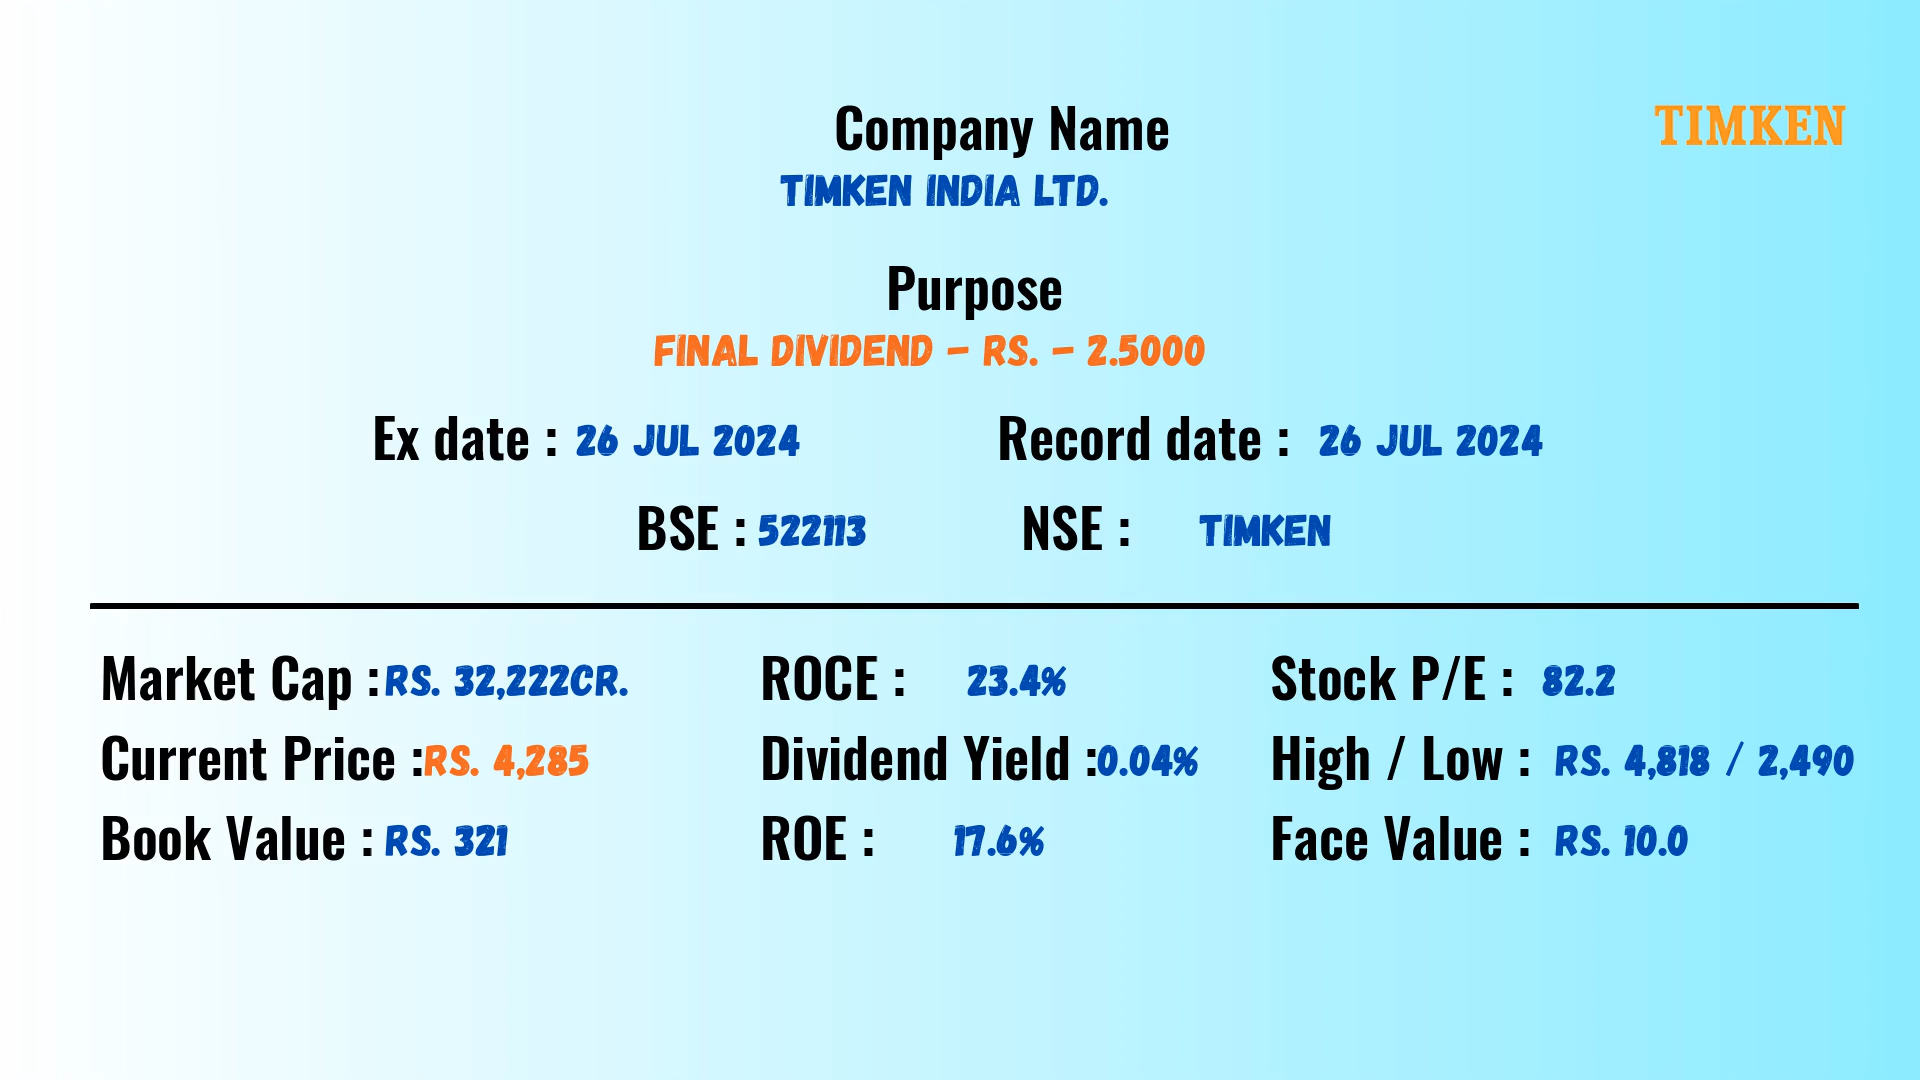 Company Name
TIMKEN
TIMKEN INDIA LTD.
Purpose
FINAL DIVIDEND - RS. - 2.5000
Ex date : 26 JUL 2024 Record date : 26 JUL 2024
BSE : 522113 NSE : TIMKEN
Market Cap : RS. 32,222CR. ROCE : 23.4% Stock P/E : 82.2
Current Price : RS. 4,285 Dividend Yield : 0.04% High / Low : RS. 4,818 / 2,490
Book Value : RS. 321 ROE : 17.6% Face Value : RS. 10.0